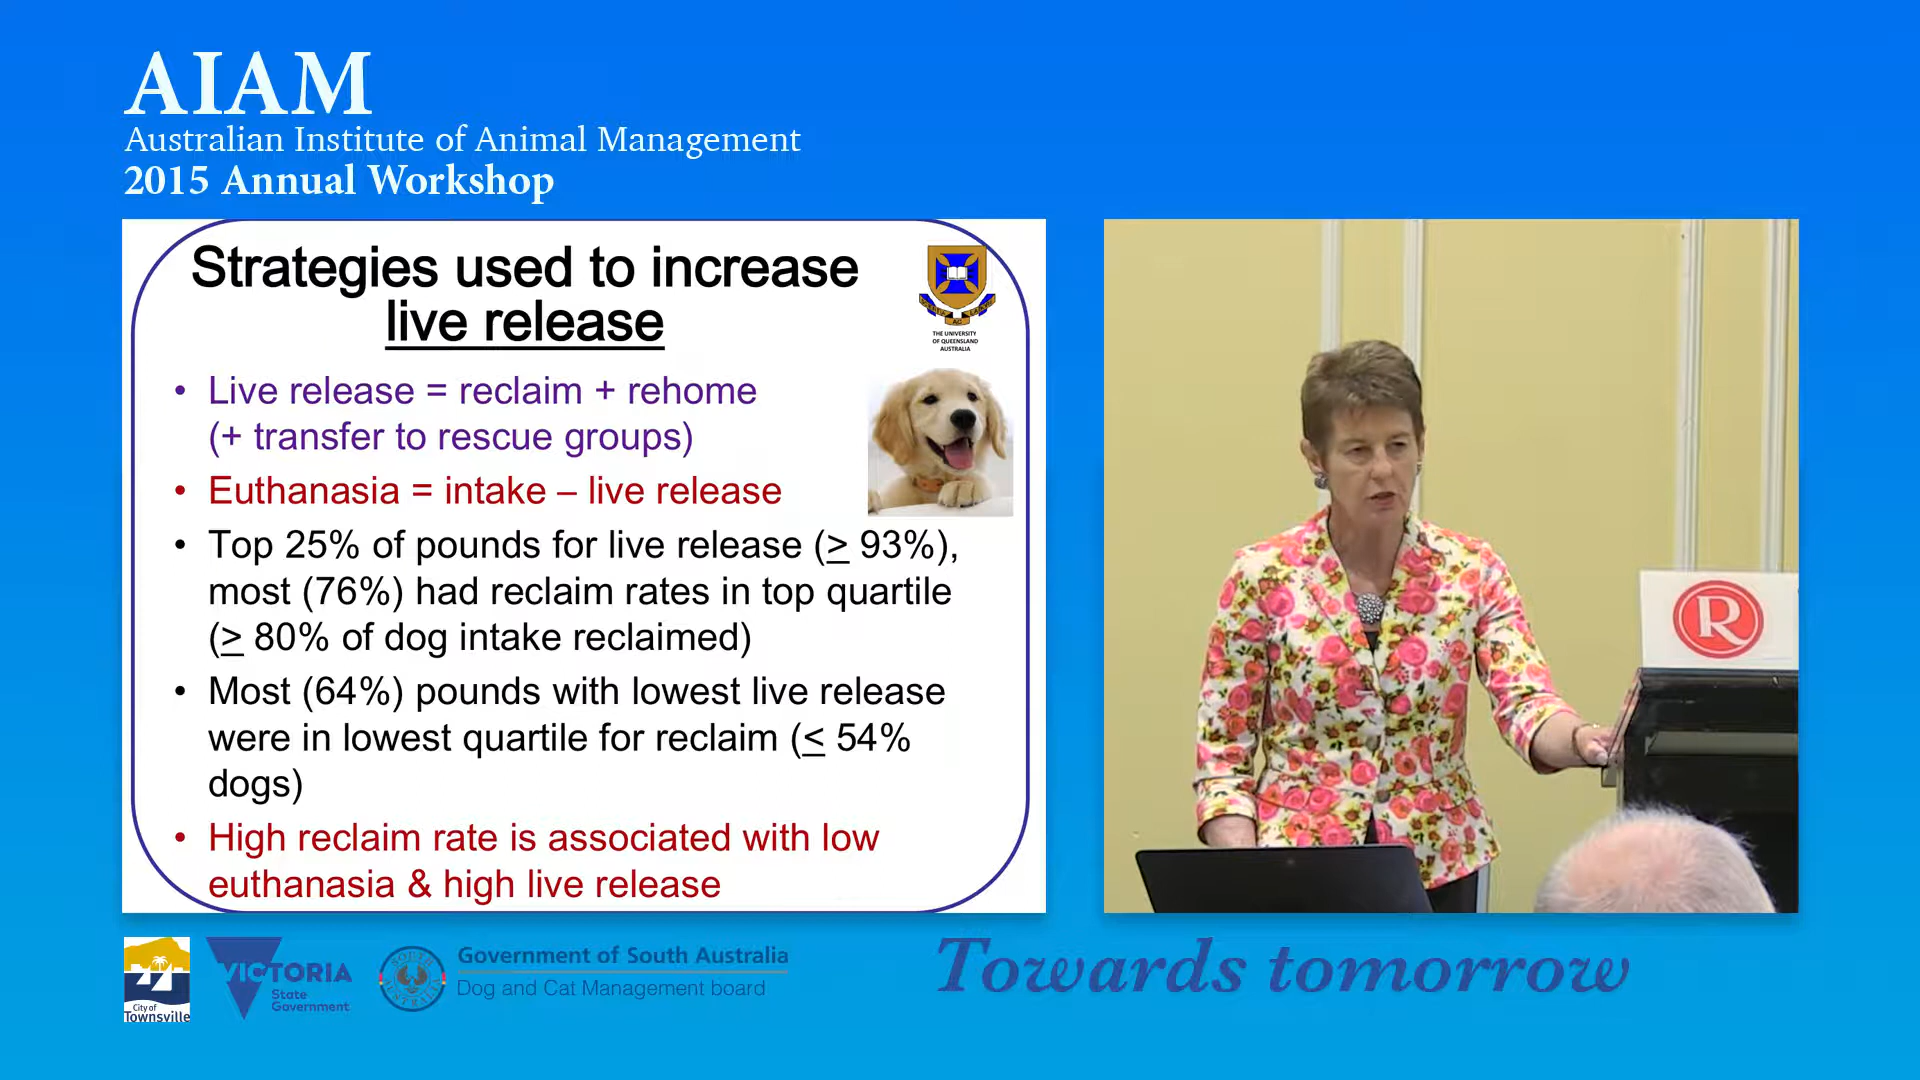 AIAM
Australian Institute of Animal Management
2015 Annual Workshop
Strategies used to increase
live release
THE UNIVERSITY
OF QUEENSLAND
AUSTRALIA
• Live release = reclaim + rehome
(+ transfer to rescue groups)
• Euthanasia = intake – live release
• Top 25% of pounds for live release (≥ 93%),
most (76%) had reclaim rates in top quartile
(≥ 80% of dog intake reclaimed)
• Most (64%) pounds with lowest live release
were in lowest quartile for reclaim (≤ 54%
dogs)
• High reclaim rate is associated with low
euthanasia & high live release
R
City of
Townsville
VICTORIA
State
Government
SOUTH AUSTRALIA
Government of South Australia
Dog and Cat Management board
Towards tomorrow